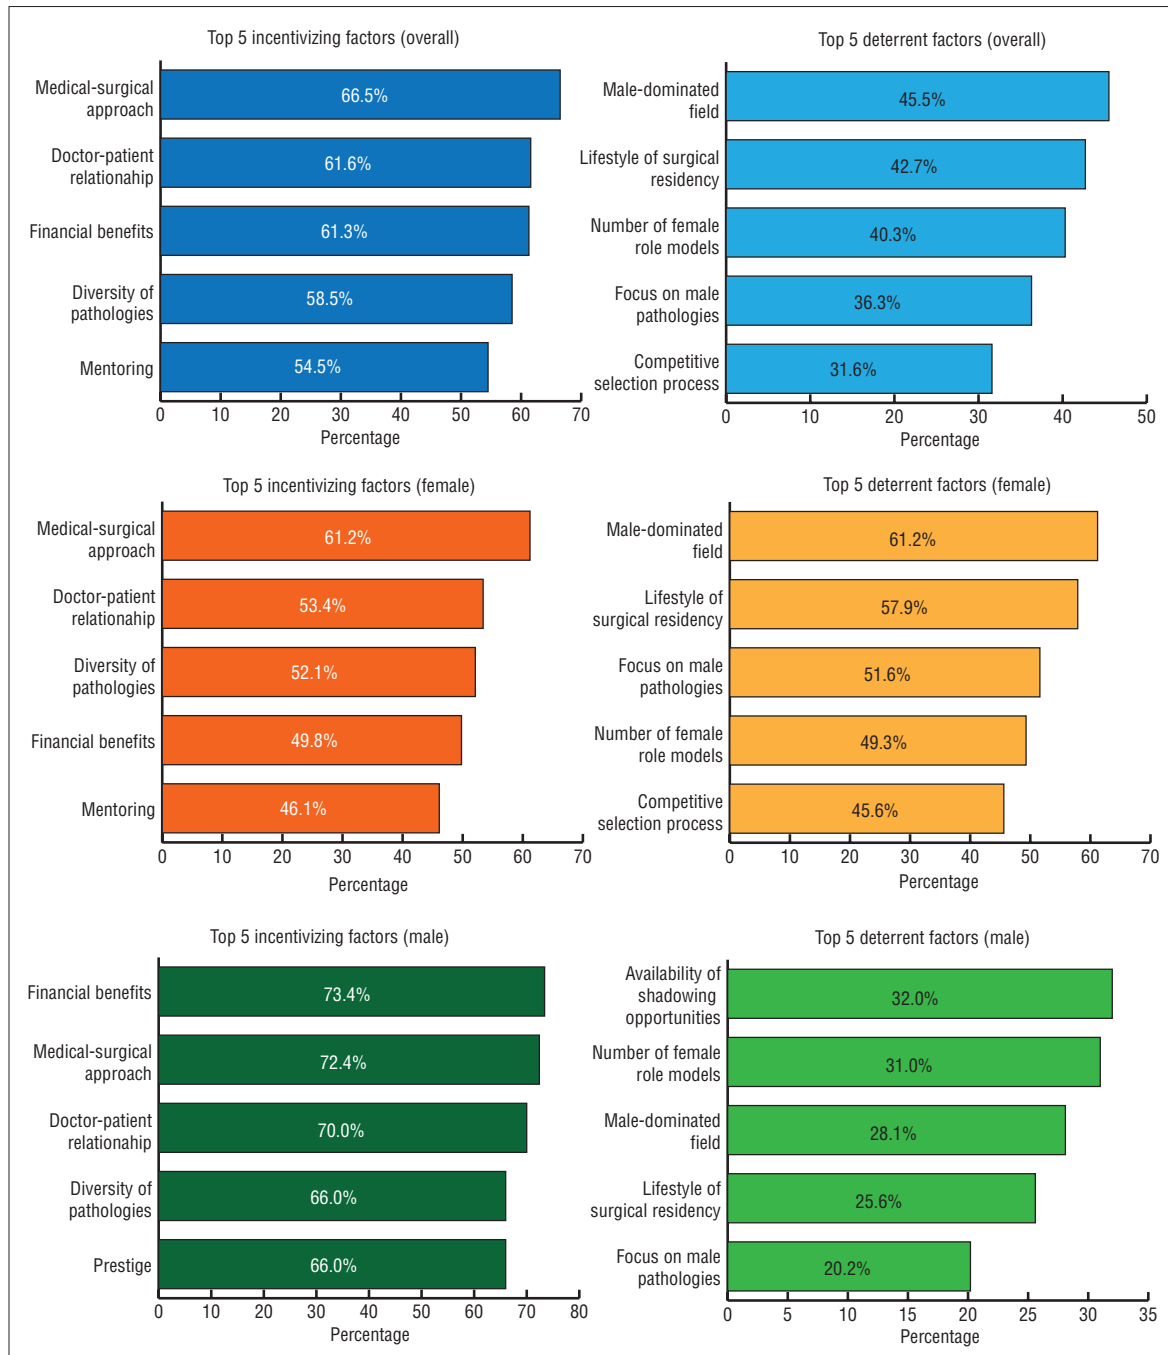 Top 5 incentivizing factors (overall)
Medical-surgical
approach
66.5%
Doctor-patient
relationahip
61.6%
Financial benefits
61.3%
Diversity of
pathologies
58.5%
Mentoring
54.5%
0 10 20 30 40 50 60 70
Percentage
Top 5 deterrent factors (overall)
Male-dominated
field
45.5%
Lifestyle of surgical
residency
42.7%
Number of female
role models
40.3%
Focus on male
pathologies
36.3%
Competitive
selection process
31.6%
0 10 20 30 40 50
Percentage
Top 5 incentivizing factors (female)
Medical-surgical
approach
61.2%
Doctor-patient
relationahip
53.4%
Diversity of
pathologies
52.1%
Financial benefits
49.8%
Mentoring
46.1%
0 10 20 30 40 50 60 70
Percentage
Top 5 deterrent factors (female)
Male-dominated
field
61.2%
Lifestyle of
surgical residency
57.9%
Focus on male
pathologies
51.6%
Number of female
role models
49.3%
Competitive
selection process
45.6%
0 10 20 30 40 50 60 70
Percentage
Top 5 incentivizing factors (male)
Financial benefits
73.4%
Medical-surgical
approach
72.4%
Doctor-patient
relationahip
70.0%
Diversity of
pathologies
66.0%
Prestige
66.0%
0 10 20 30 40 50 60 70 80
Percentage
Top 5 deterrent factors (male)
Availability of
shadowing
opportunities
32.0%
Number of female
role models
31.0%
Male-dominated
field
28.1%
Lifestyle of
surgical residency
25.6%
Focus on male
pathologies
20.2%
0 5 10 15 20 25 30 35
Percentage